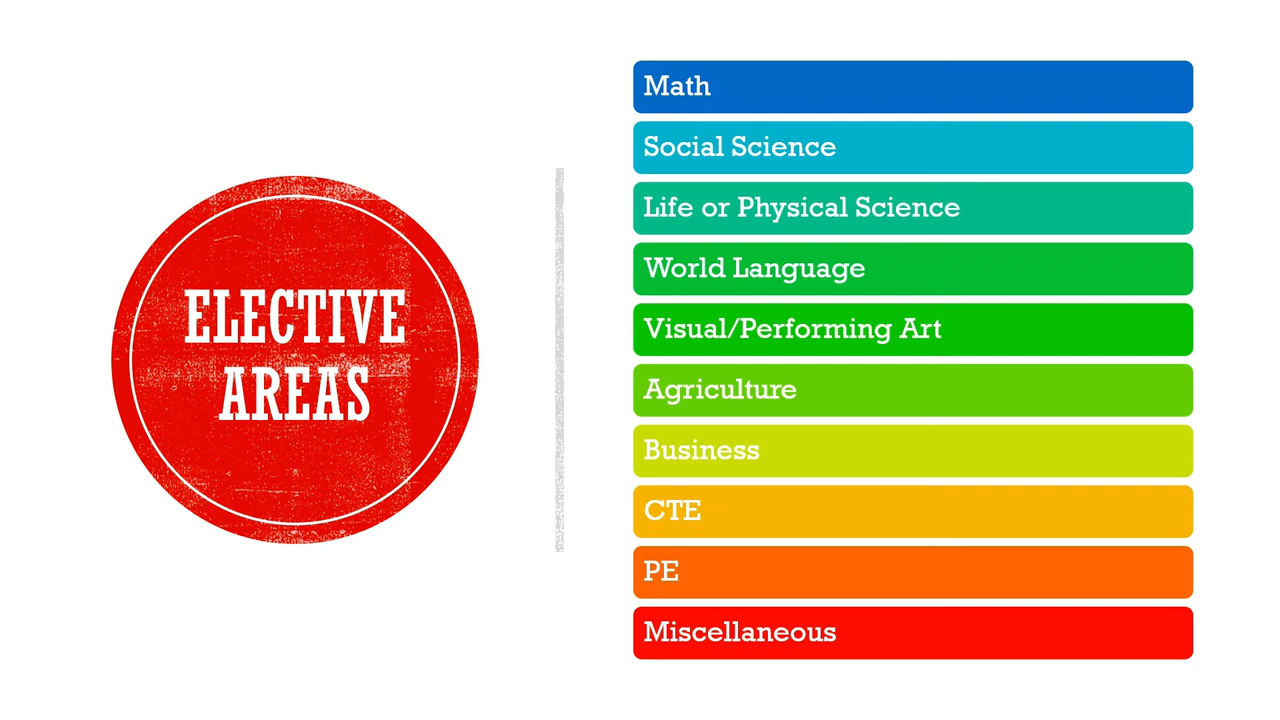 ELECTIVE
AREAS
Math
Social Science
Life or Physical Science
World Language
Visual/Performing Art
Agriculture
Business
CTE
PE
Miscellaneous